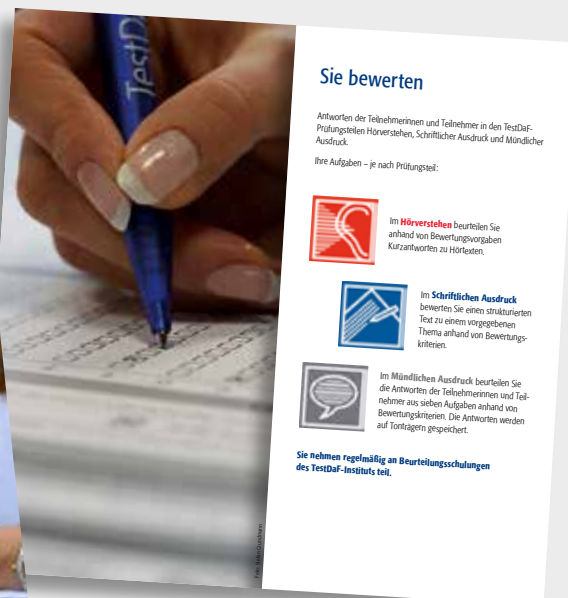 TestD
Sie bewerten
Antworten der Teilnehmerinnen und Teilnehmer in den TestDaF-
Prüfungsteilen Hörverstehen, Schriftlicher Ausdruck und Mündlicher
Ausdruck.
Ihre Aufgaben – je nach Prüfungsteil:
Im Hörverstehen beurteilen Sie
anhand von Bewertungsvorgaben
Kurzantworten zu Hörtexten.
Im Schriftlichen Ausdruck
bewerten Sie einen strukturierten
Text zu einem vorgegebenen
Thema anhand von Bewertungs-
kriterien.
Im Mündlichen Ausdruck beurteilen Sie
die Antworten der Teilnehmerinnen und Teil-
nehmer aus sieben Aufgaben anhand von
Bewertungskriterien. Die Antworten werden
auf Tonträgern gespeichert.
Sie nehmen regelmäßig an Beurteilungsschulungen
des TestDaF-Instituts teil.